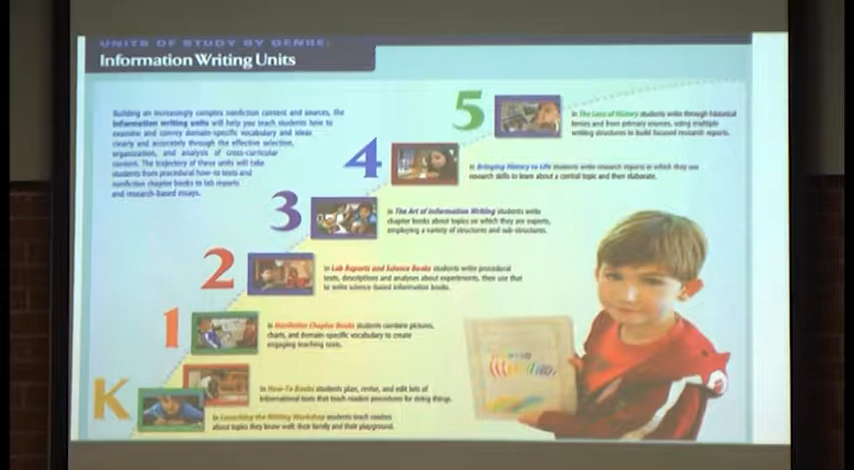 UNITS OF STUDY BY GENRE:
Information Writing Units
Building an increasingly complex nonfiction content and sources, the
information writing units will help you teach students how to
examine and convey domain-specific vocabulary and ideas
clearly and accurately through the effective selection,
organization, and analysis of cross-curricular
content. The trajectory of these units will take
students from procedural how-to texts and
nonfiction chapter books to lab reports
and research-based essays.
5
In The Lens of History students write through historical
lenses and from primary sources, using multiple
writing structures to build focused research reports.
4
In Bringing History to Life students write research reports in which they use
research skills to learn about a central topic and then elaborate.
3
In The Art of Information Writing students write
chapter books about topics on which they are experts,
employing a variety of structures and sub-structures.
2
In Lab Reports and Science Books students write procedural
texts, descriptions and analyses about experiments, then use that
to write science-based information books.
1
In Nonfiction Chapter Books students combine pictures,
charts, and domain-specific vocabulary to create
engaging teaching texts.
K
In How-To Books students plan, revise, and edit lots of
informational texts that teach readers procedures for doing things.
In Launching the Writing Workshop students teach readers
about topics they know well: their family and their playground.